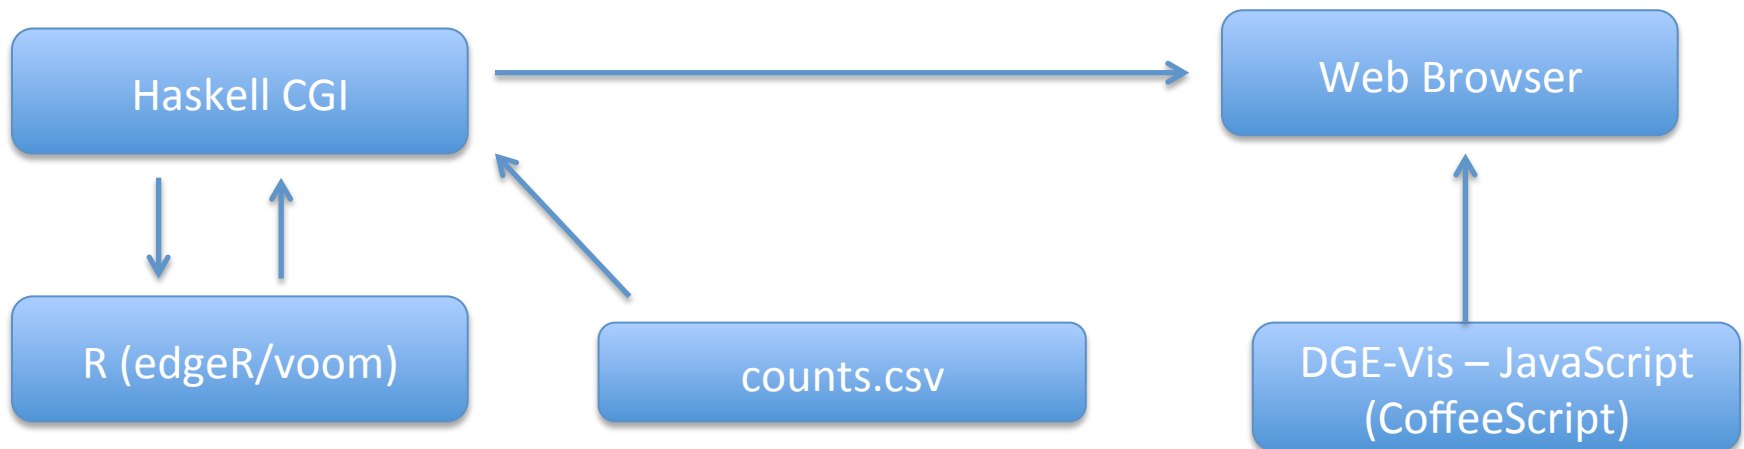 Haskell CGI
Web Browser
R (edgeR/voom)
counts.csv
DGE-Vis – JavaScript
(CoffeeScript)